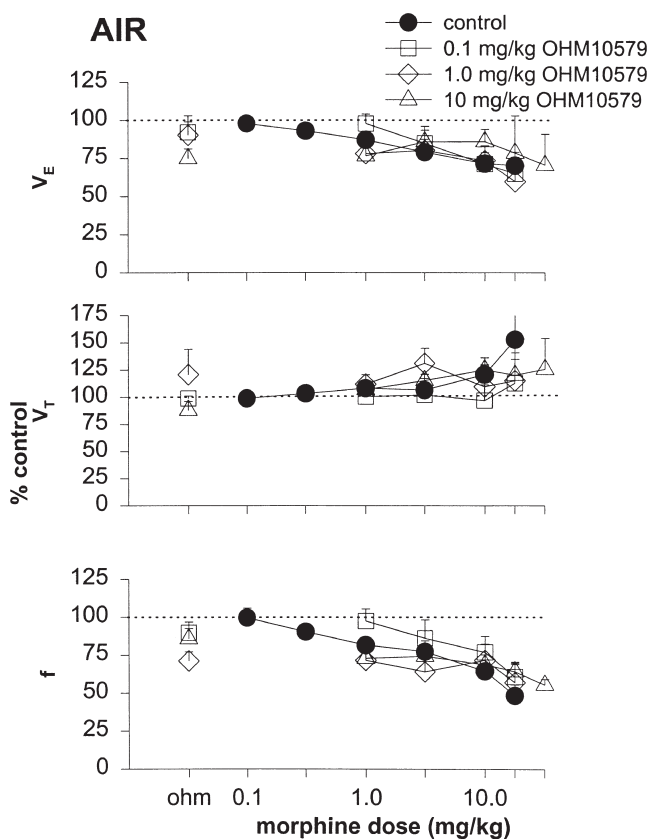 AIR
control
0.1 mg/kg OHM10579
1.0 mg/kg OHM10579
10 mg/kg OHM10579
125
100
75
50
25
0
VE
175
150
125
100
75
50
25
0
% control
VT
125
100
75
50
25
0
f
ohm 0.1 1.0 10.0
morphine dose (mg/kg)